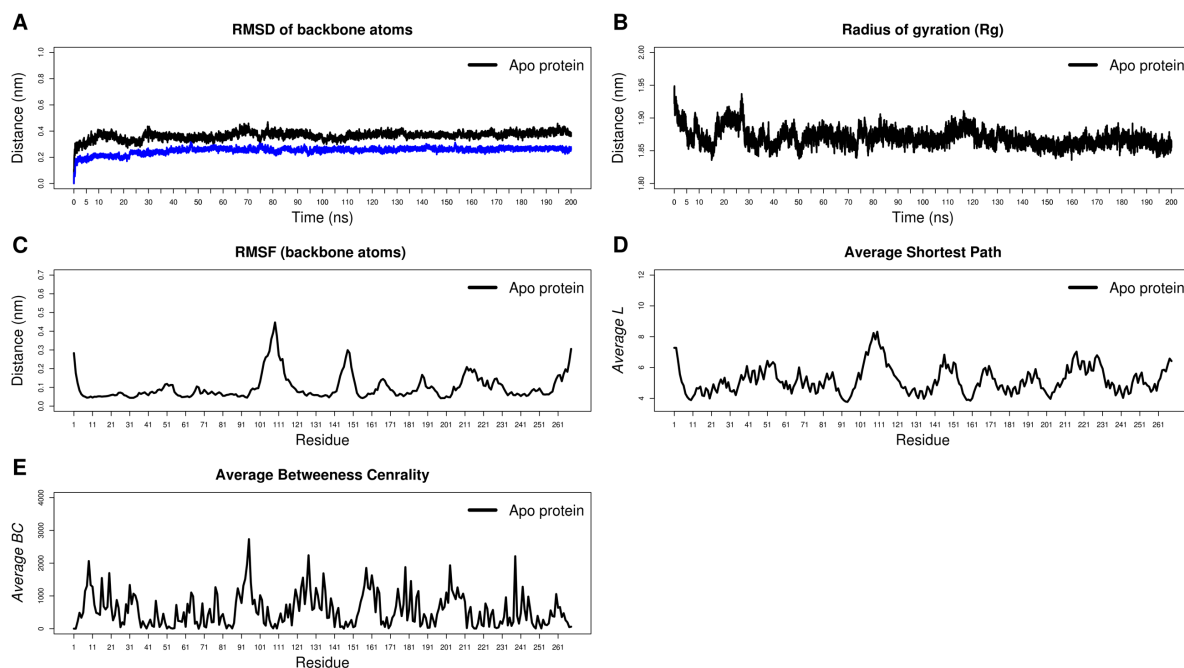 A
RMSD of backbone atoms
Apo protein
Distance (nm)
1.0
0.8
0.6
0.4
0.2
0.0
0 5 10 20 30 40 50 60 70 80 90 100 110 120 130 140 150 160 170 180 190 200
Time (ns)
B
Radius of gyration (Rg)
Apo protein
Distance (nm)
2.00
1.95
1.90
1.85
1.80
0 5 10 20 30 40 50 60 70 80 90 100 110 120 130 140 150 160 170 180 190 200
Time (ns)
C
RMSF (backbone atoms)
Apo protein
Distance (nm)
0.7
0.6
0.5
0.4
0.3
0.2
0.1
0.0
1 11 21 31 41 51 61 71 81 91 101 111 121 131 141 151 161 171 181 191 201 211 221 231 241 251 261
Residue
D
Average Shortest Path
Apo protein
Average L
12
10
8
6
4
1 11 21 31 41 51 61 71 81 91 101 111 121 131 141 151 161 171 181 191 201 211 221 231 241 251 261
Residue
E
Average Betweeness Cenrality
Apo protein
Average BC
4000
3000
2000
1000
0
1 11 21 31 41 51 61 71 81 91 101 111 121 131 141 151 161 171 181 191 201 211 221 231 241 251 261
Residue